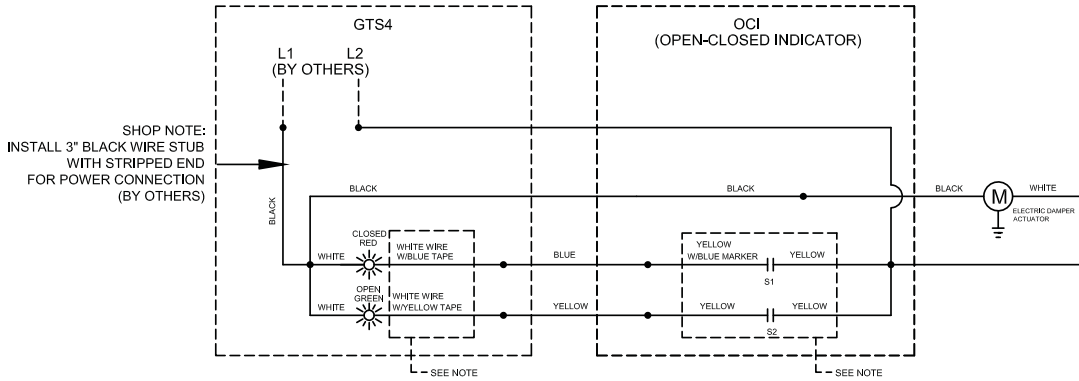 GTS4
OCI
(OPEN-CLOSED INDICATOR)
L1 L2
(BY OTHERS)
SHOP NOTE:
INSTALL 3" BLACK WIRE STUB
WITH STRIPPED END
FOR POWER CONNECTION
(BY OTHERS)
BLACK
BLACK
BLACK
BLACK
WHITE
M
ELECTRIC DAMPER
ACTUATOR
CLOSED
RED
WHITE
WHITE WIRE
W/BLUE TAPE
BLUE
YELLOW
W/BLUE MARKER
YELLOW
S1
OPEN
GREEN
WHITE
WHITE WIRE
W/YELLOW TAPE
YELLOW
YELLOW
YELLOW
S2
SEE NOTE
SEE NOTE